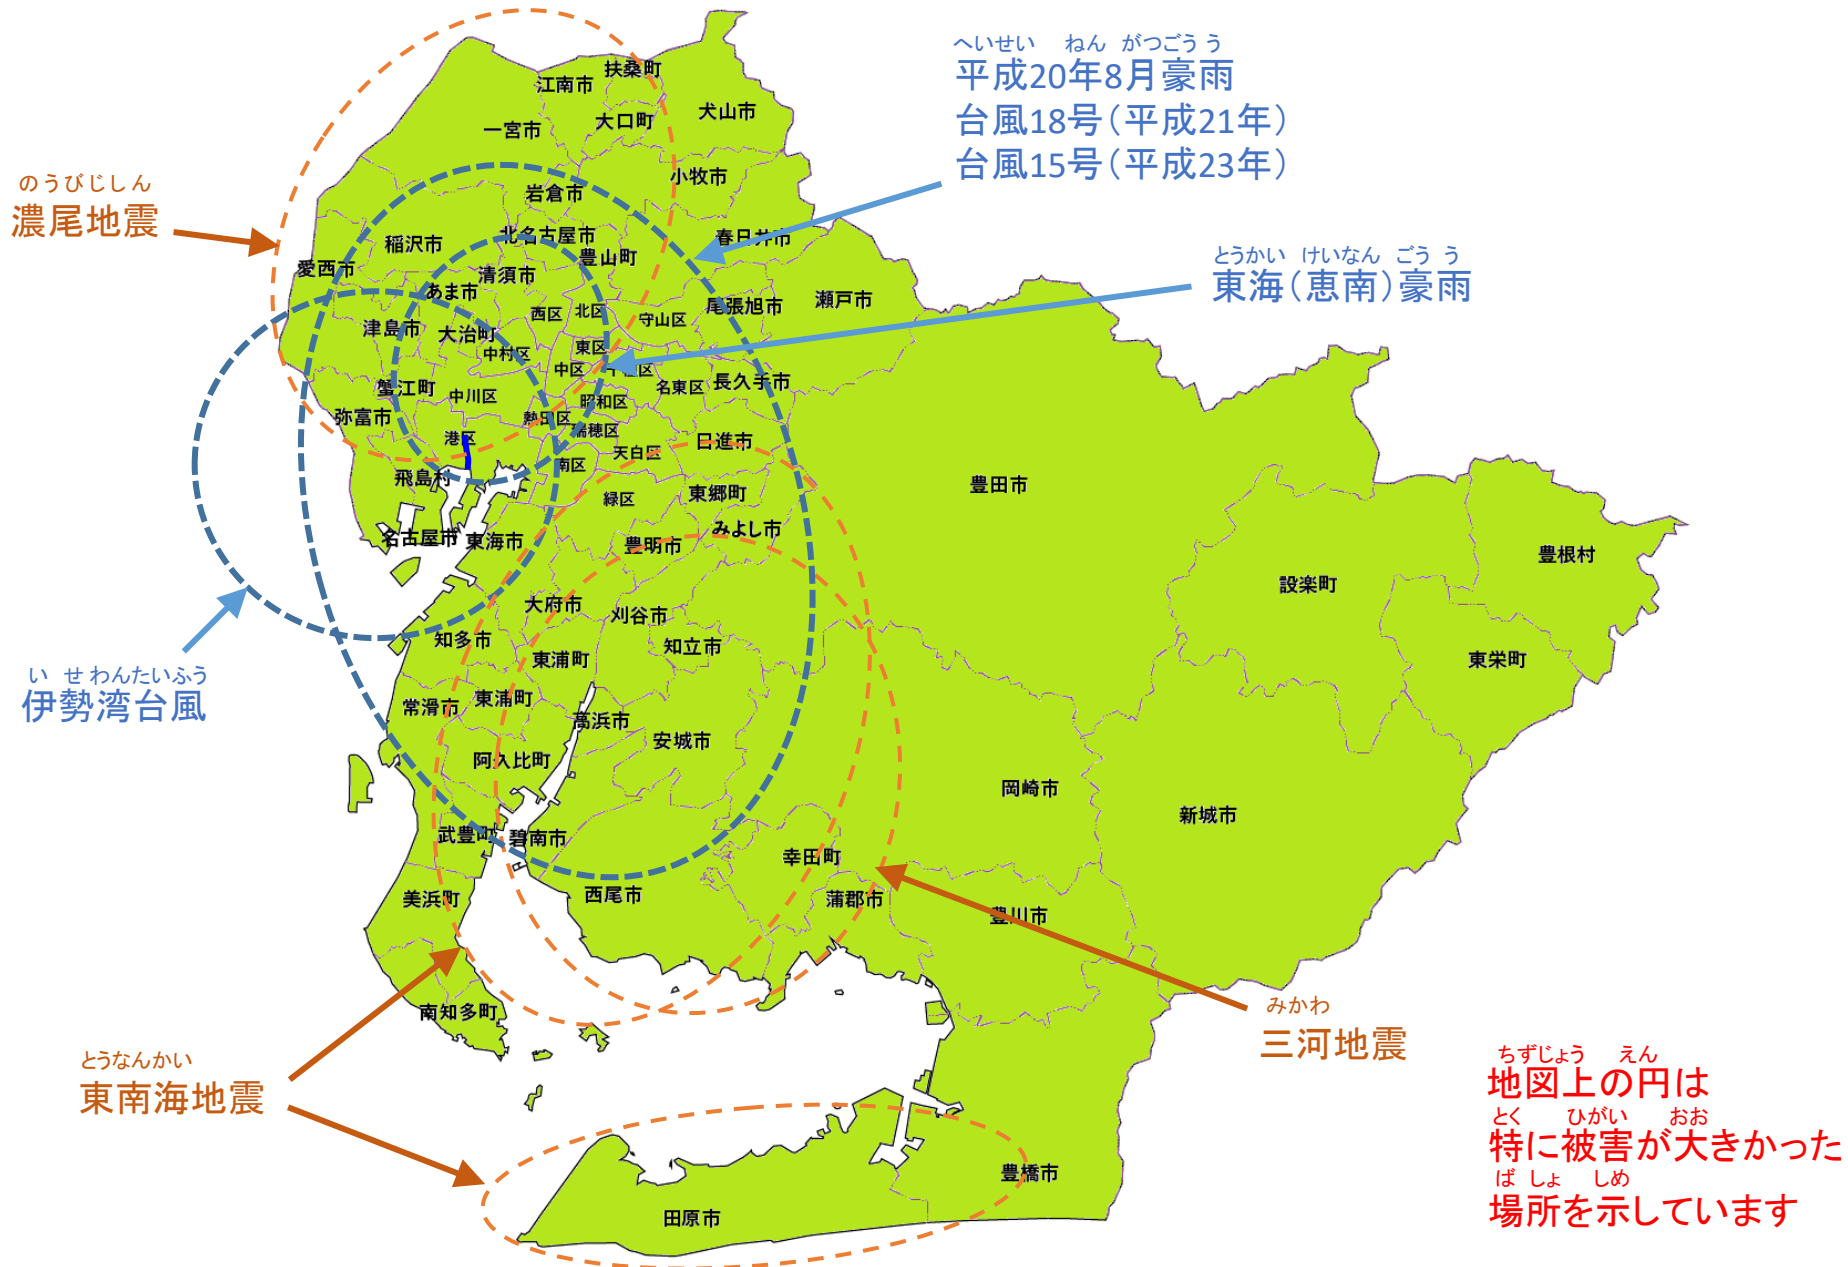 へいせい ねん がつごうう
平成20年8月豪雨
台風18号（平成21年）
台風15号（平成23年）
とうかい けいなん ごう う
東海（恵南）豪雨
のうびじしん
濃尾地震
い せ わんたいふう
伊勢湾台風
とうなんかい
東南海地震
みかわ
三河地震
ちずじょう えん
地図上の円は
とく ひがい おお
特に被害が大きかった
ば しょ しめ
場所を示しています
扶桑町
江南市
犬山市
大口町
一宮市
小牧市
岩倉市
北名古屋市
春日井市
稲沢市
豊山町
愛西市
清須市
あま市
瀬戸市
尾張旭市
西区
北区
守山区
津島市
大治町
東区
中村区
中区
千種区
長久手市
名東区
蟹江町
中川区
昭和区
弥富市
熱田区
瑞穂区
港区
日進市
天白区
南区
飛島村
豊田市
東郷町
緑区
みよし市
名古屋市
東海市
豊明市
豊根村
設楽町
大府市
刈谷市
知多市
知立市
東浦町
東栄町
東浦町
常滑市
高浜市
安城市
阿久比町
岡崎市
新城市
武豊町
碧南市
幸田町
西尾市
美浜町
蒲郡市
豊川市
南知多町
豊橋市
田原市